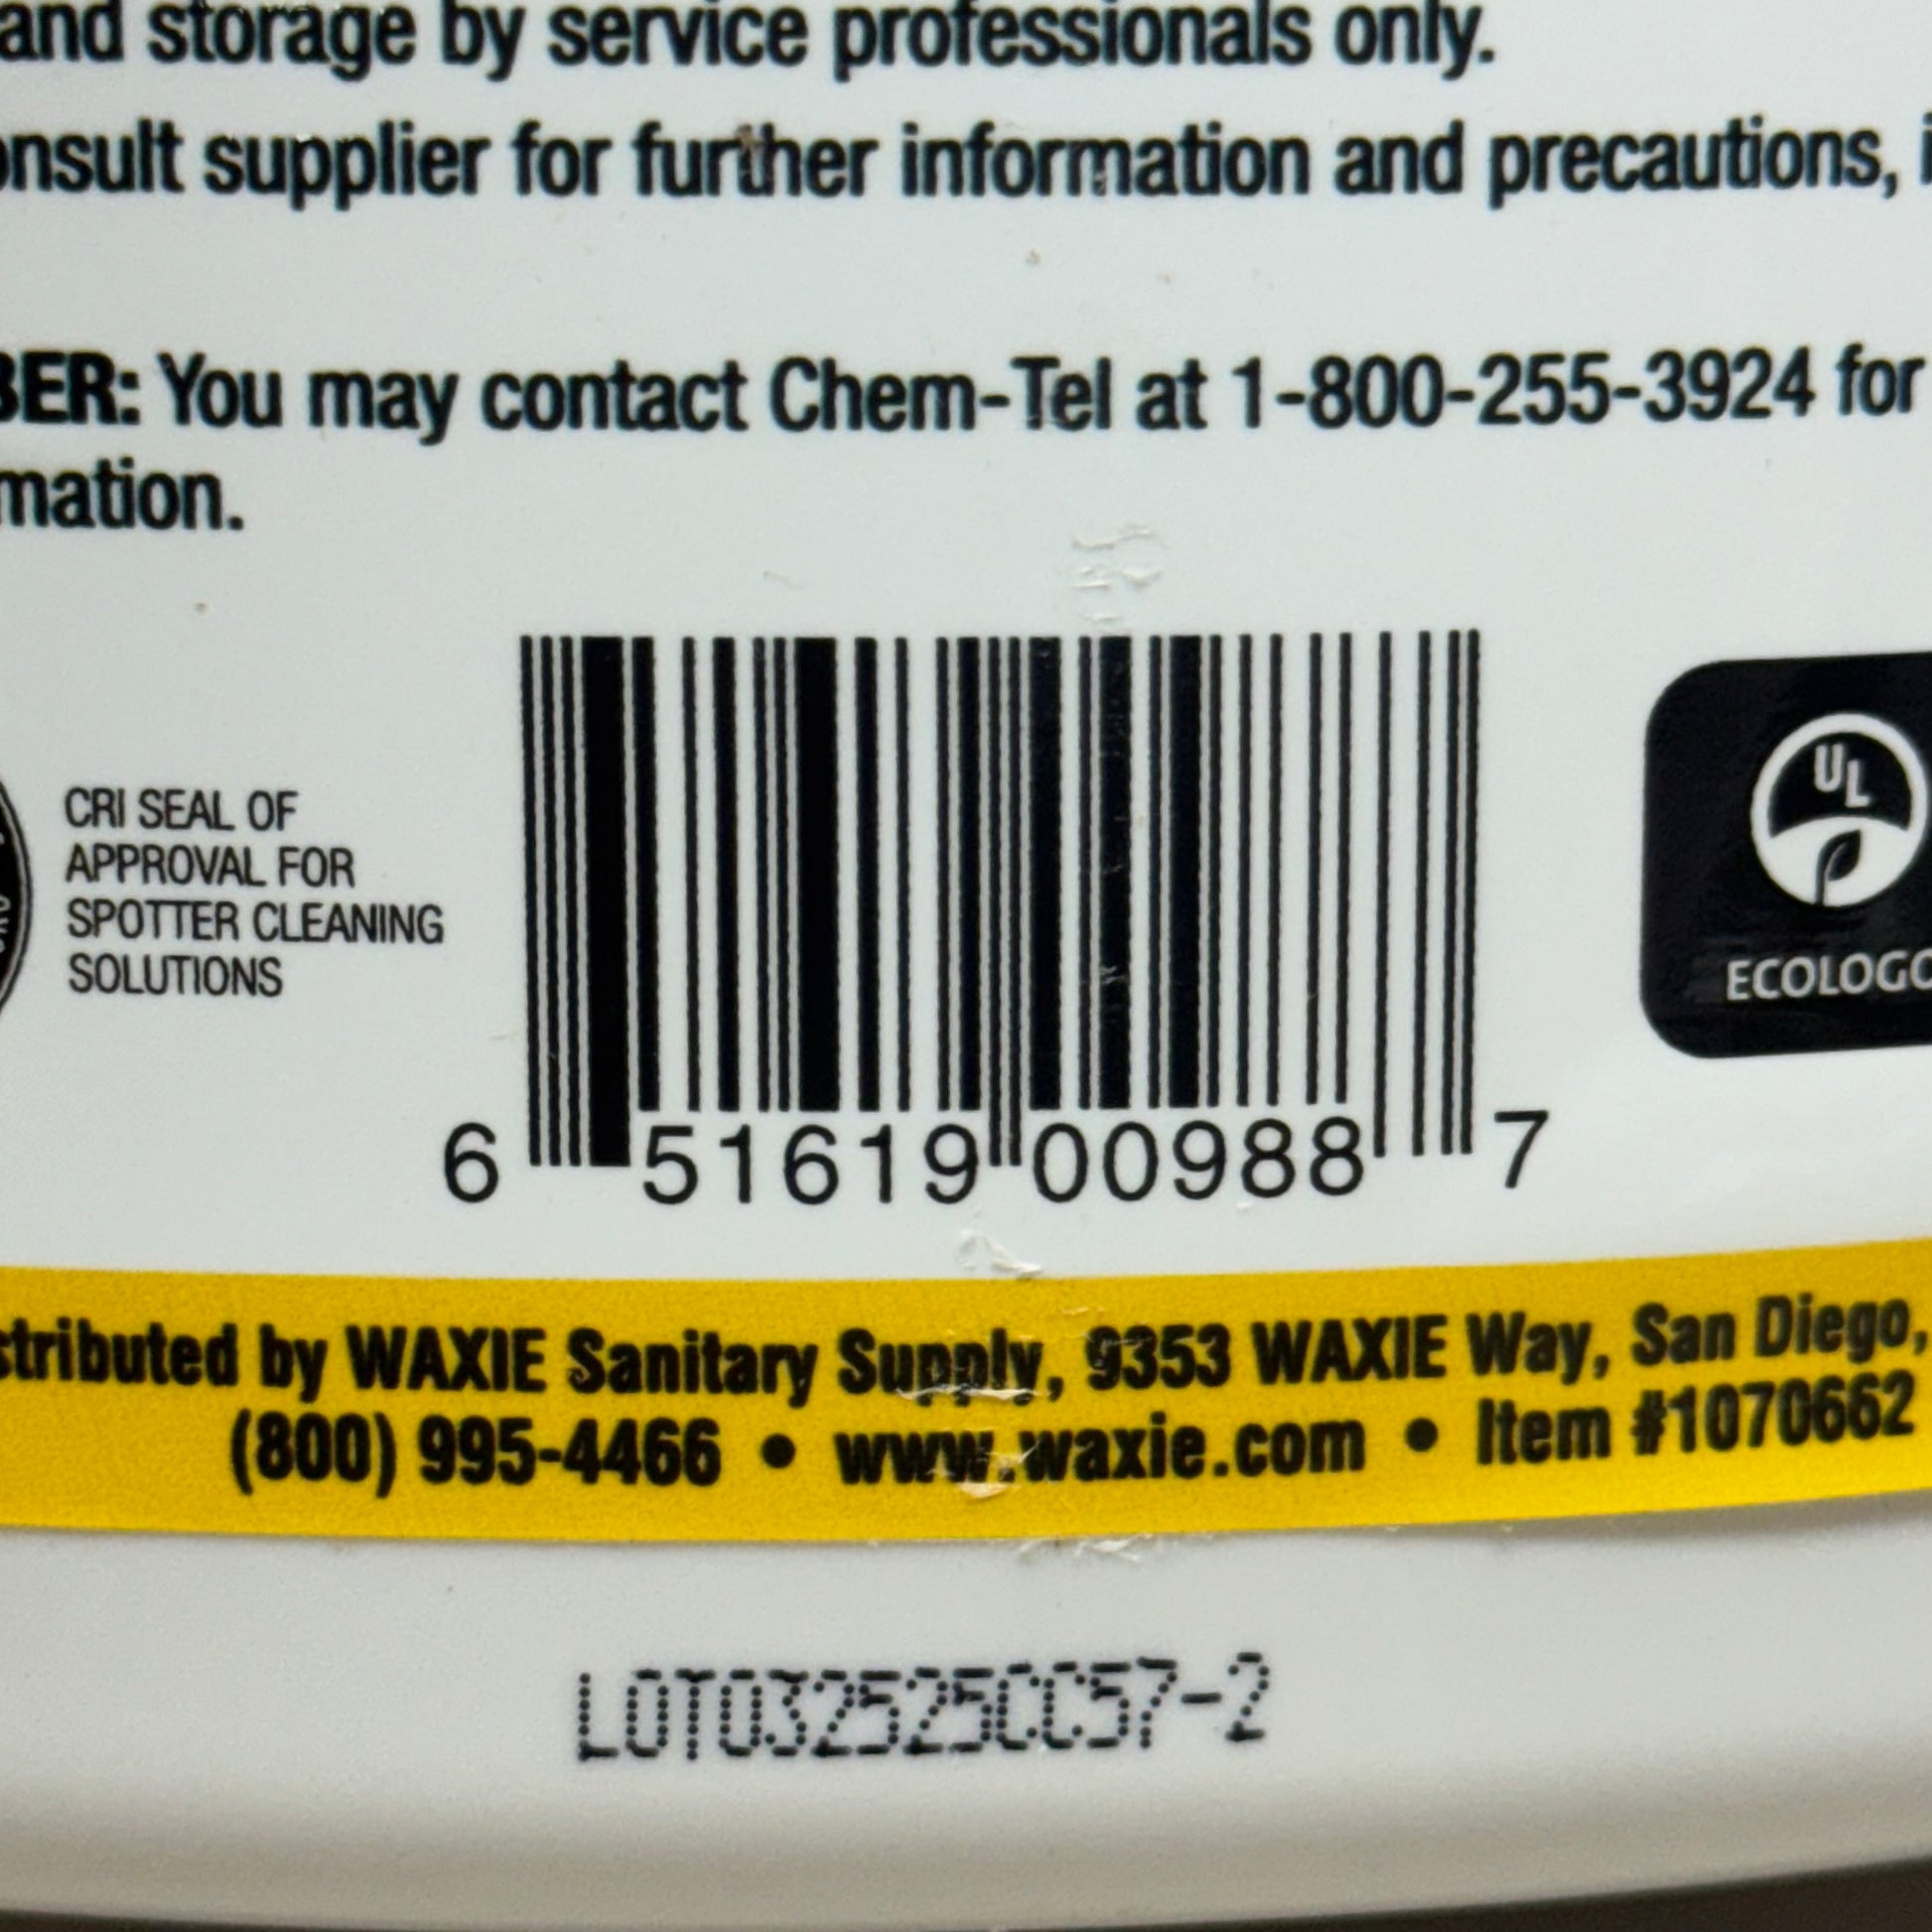 and storage by service professionals only.
onsult supplier for further information and precautions, i
BER: You may contact Chem-Tel at 1-800-255-3924 for
mation.
CRI SEAL OF
APPROVAL FOR
SPOTTER CLEANING
SOLUTIONS
6 51619 00988 7
UL
ECOLOGO
stributed by WAXIE Sanitary Supply, 9353 WAXIE Way, San Diego,
(800) 995-4466 • www.waxie.com • Item #1070662
LOT032525CC57-2